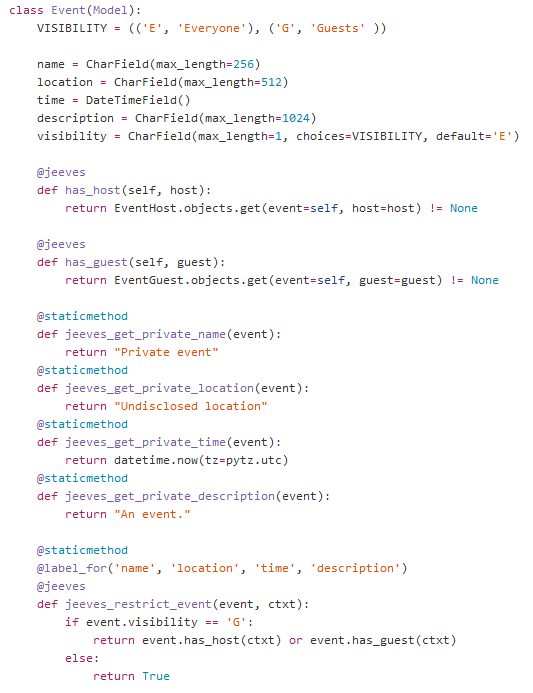 class Event(Model):
    VISIBILITY = (('E', 'Everyone'), ('G', 'Guests' ))

    name = CharField(max_length=256)
    location = CharField(max_length=512)
    time = DateTimeField()
    description = CharField(max_length=1024)
    visibility = CharField(max_length=1, choices=VISIBILITY, default='E')

    @jeeves
    def has_host(self, host):
        return EventHost.objects.get(event=self, host=host) != None

    @jeeves
    def has_guest(self, guest):
        return EventGuest.objects.get(event=self, guest=guest) != None

    @staticmethod
    def jeeves_get_private_name(event):
        return "Private event"
    @staticmethod
    def jeeves_get_private_location(event):
        return "Undisclosed location"
    @staticmethod
    def jeeves_get_private_time(event):
        return datetime.now(tz=pytz.utc)
    @staticmethod
    def jeeves_get_private_description(event):
        return "An event."

    @staticmethod
    @label_for('name', 'location', 'time', 'description')
    @jeeves
    def jeeves_restrict_event(event, ctxt):
        if event.visibility == 'G':
            return event.has_host(ctxt) or event.has_guest(ctxt)
        else:
            return True